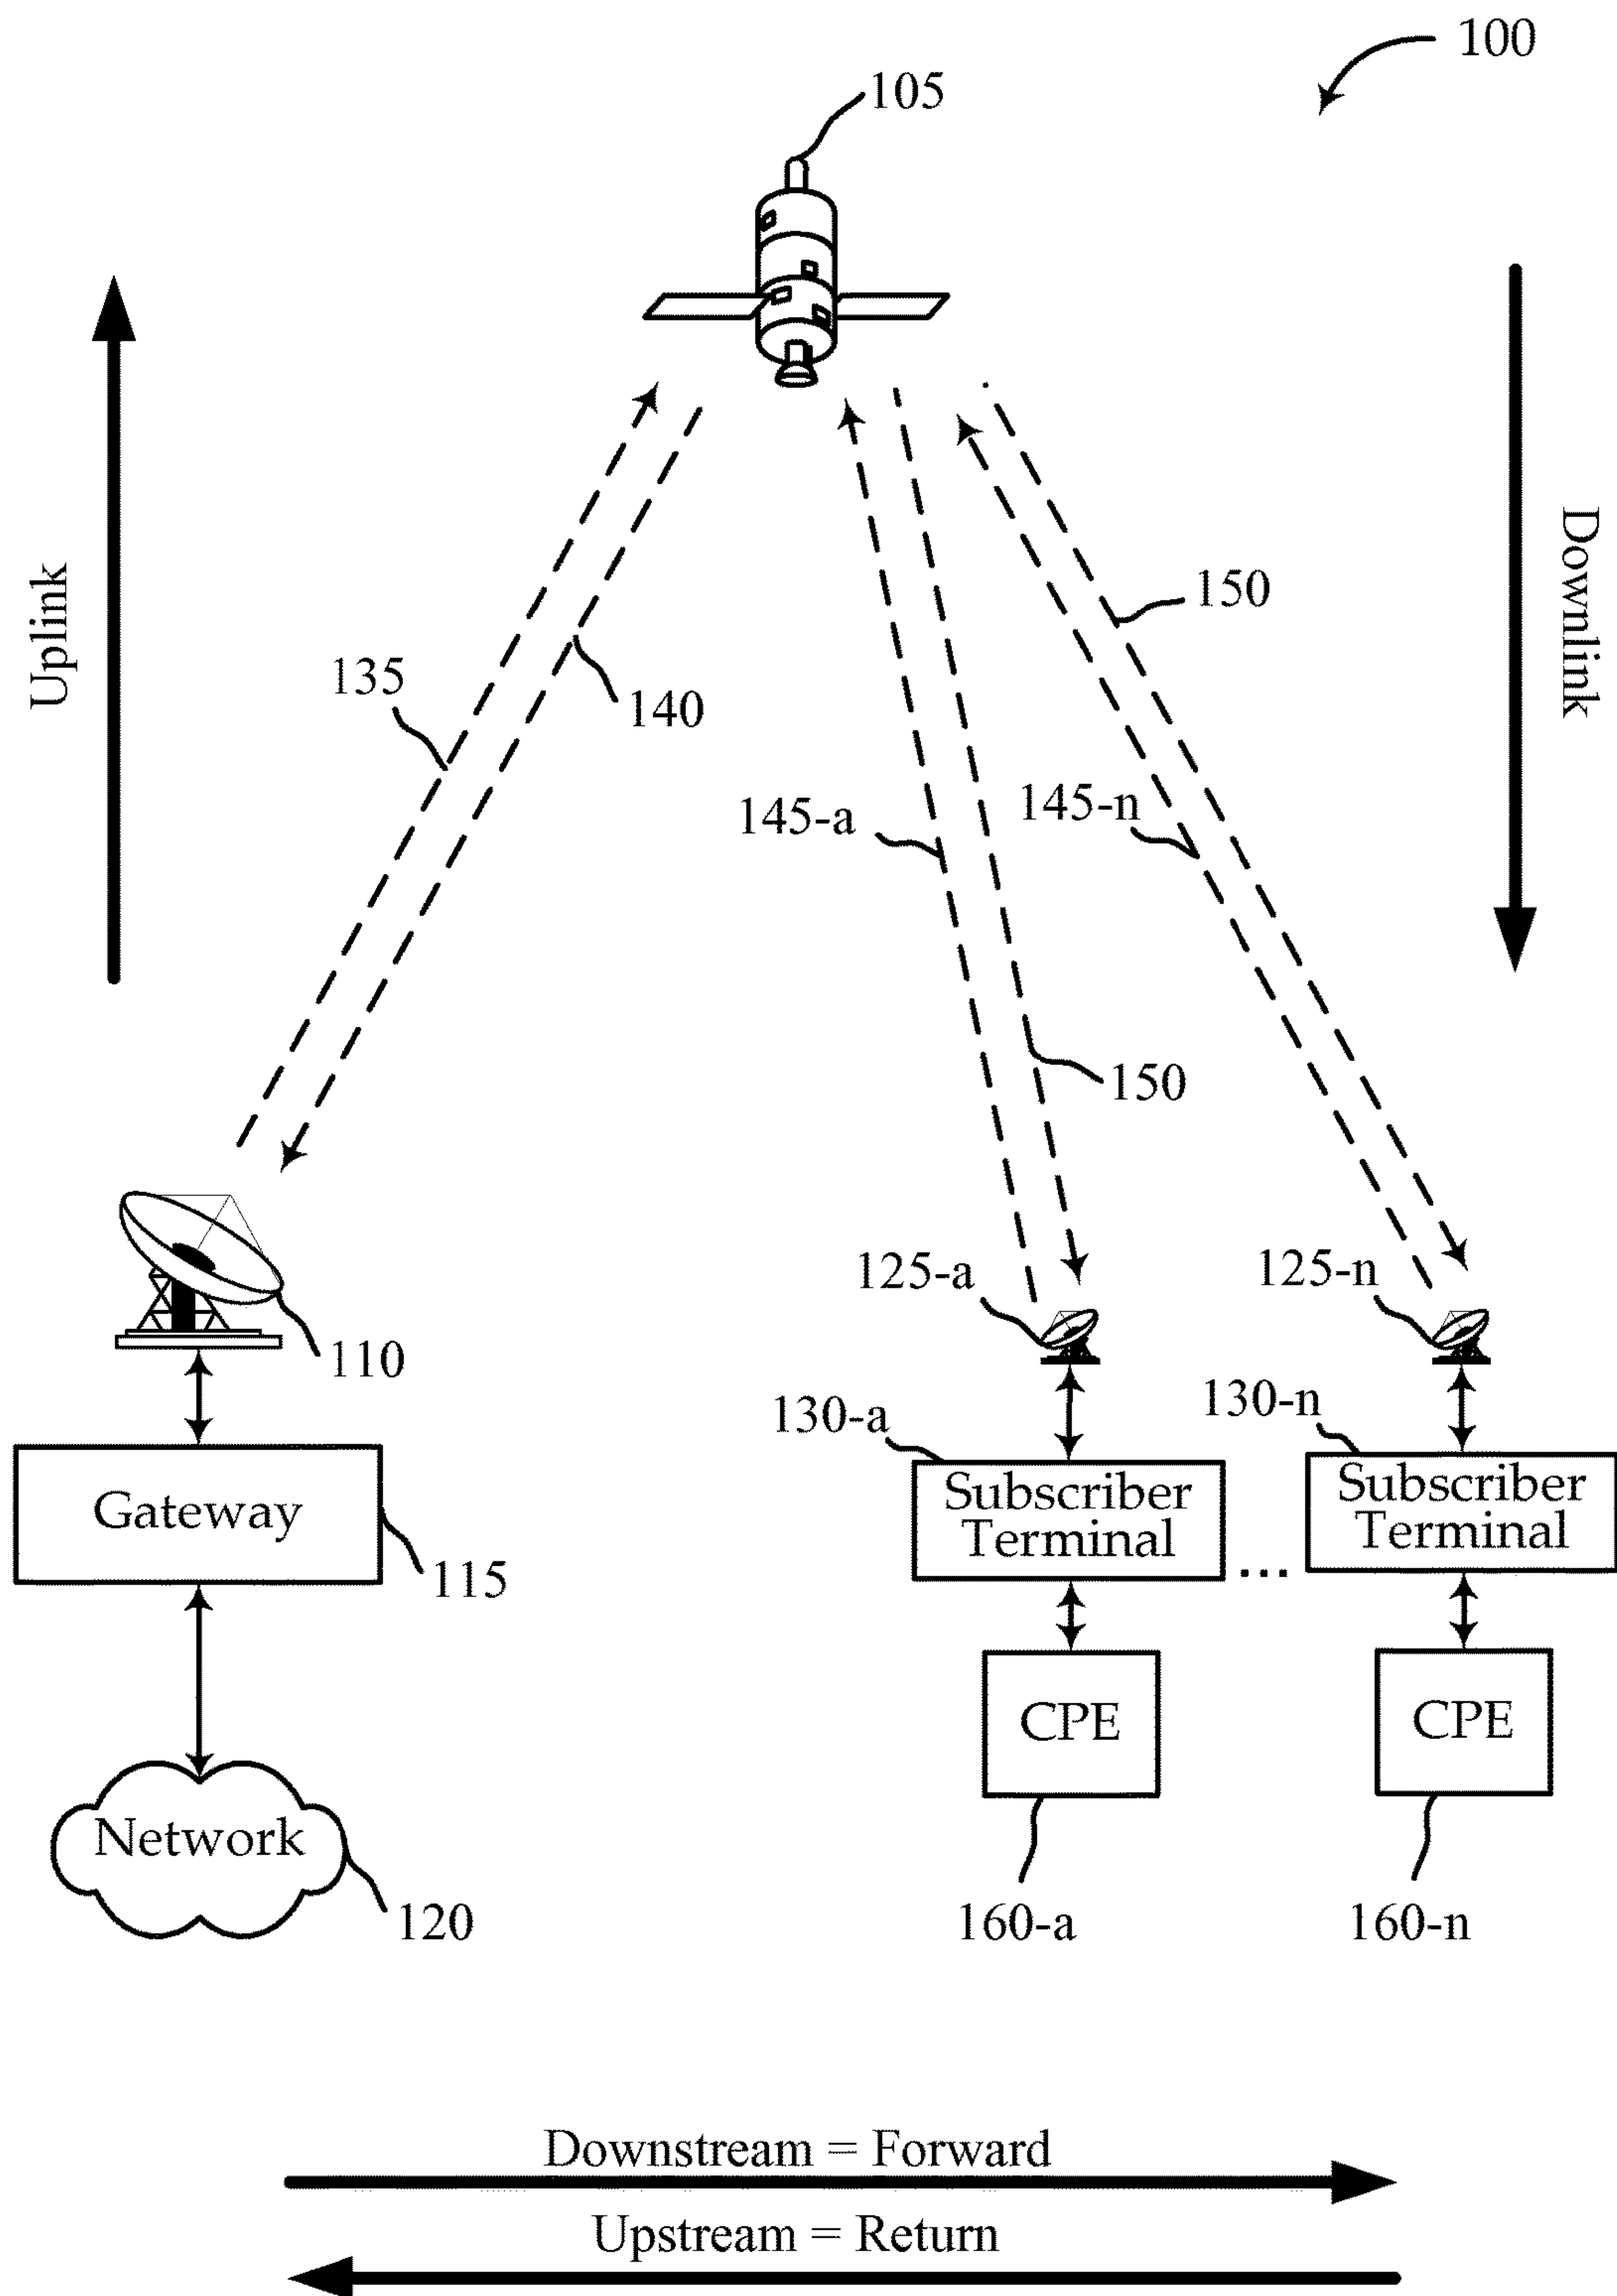 100
105
Uplink
Downlink
150
135
140
145-a
145-n
150
125-a
125-n
110
130-a
130-n
Gateway
Subscriber
Terminal
Subscriber
Terminal
...
115
CPE
CPE
Network
120
160-a
160-n
Downstream = Forward
Upstream = Return